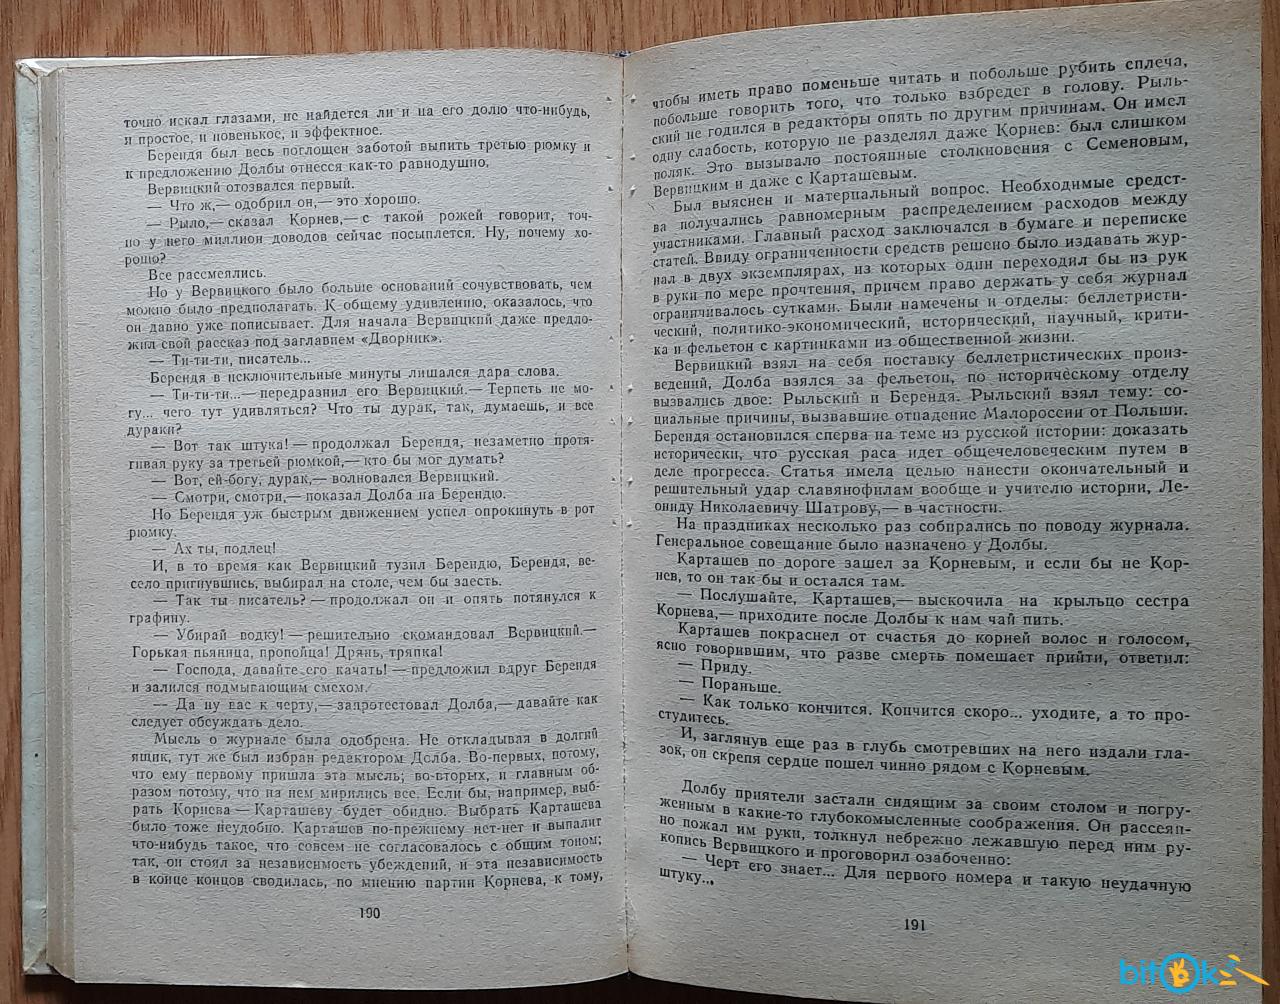 точно искал глазами, не найдется ли и на его долю что-нибудь,
и простое, и новенькое, и эффектное.
Берендя был весь поглощен заботой выпить третью рюмку и
к предложению Долбы отнесся как-то равнодушно.
Вервицкий отозвался первый.
— Что ж,— одобрил он,— это хорошо.
— Рыло,— сказал Корнев,— с такой рожей говорит, точ-
но у него миллион доводов сейчас посыплется. Ну, почему хо-
рошо?
Все рассмеялись.
Но у Вервицкого было больше оснований сочувствовать, чем
можно было предполагать. К общему удивлению, оказалось, что
он давно уже пописывает. Для начала Вервицкий даже предло-
жил свой рассказ под заглавием «Дворник».
— Ти-ти-ти, писатель...
Берендя в исключительные минуты лишался дара слова.
— Ти-ти-ти...— передразнил его Вервицкий.— Терпеть не мо-
гу... чего тут удивляться? Что ты дурак, так, думаешь, и все
дураки?
— Вот так штука! — продолжал Берендя, незаметно протя-
гивая руку за третьей рюмкой,— кто бы мог думать?
— Вот, ей-богу, дурак,— волновался Вервицкий.
— Смотри, смотри,— показал Долба на Берендю.
Но Берендя уж быстрым движением успел опрокинуть в рот
рюмку.
— Ах ты, подлец!
И, в то время как Вервицкий тузил Берендю, Берендя, ве-
село пригнувшись, выбирал на столе, чем бы заесть.
— Так ты писатель? — продолжал он и опять потянулся к
графину.
— Убирай водку! — решительно скомандовал Вервицкий.—
Горькая пьяница, пропойца! Дрянь, тряпка!
— Господа, давайте его качать! — предложил вдруг Берендя
и залился подмывающим смехом.
— Да ну вас к черту,— запротестовал Долба,— давайте как
следует обсуждать дело.
Мысль о журнале была одобрена. Не откладывая в долгий
ящик, тут же был избран редактором Долба. Во-первых, потому,
что ему первому пришла эта мысль; во-вторых, и главным об-
разом потому, что на нем мирились все. Если бы, например, выб-
рать Корнева — Карташеву будет обидно. Выбрать Карташева
было тоже неудобно. Карташов по-прежнему нет-нет и выпалит
что-нибудь такое, что совсем не согласовалось с общим тоном;
так, он стоял за независимость убеждений, и эта независимость
в конце концов сводилась, по мнению партии Корнева, к тому,
190
чтобы иметь право поменьше читать и побольше рубить сплеча,
побольше говорить того, что только взбредет в голову. Рыль-
ский не годился в редакторы опять по другим причинам. Он имел
одну слабость, которую не разделял даже Корнев: был слишком
поляк. Это вызывало постоянные столкновения с Семеновым,
Вервицким и даже с Карташевым.
Был выяснен и материальный вопрос. Необходимые средст-
ва получались равномерным распределением расходов между
участниками. Главный расход заключался в бумаге и переписке
статей. Ввиду ограниченности средств решено было издавать жур-
нал в двух экземплярах, из которых один переходил бы из рук
в руки по мере прочтения, причем право держать у себя журнал
ограничивалось сутками. Были намечены и отделы: беллетристи-
ческий, политико-экономический, исторический, научный, крити-
ка и фельетон с картинками из общественной жизни.
Вервицкий взял на себя поставку беллетристических произ-
ведений, Долба взялся за фельетон, по историческому отделу
вызвались двое: Рыльский и Берендя. Рыльский взял тему: со-
циальные причины, вызвавшие отпадение Малороссии от Польши.
Берендя остановился сперва на теме из русской истории: доказать
исторически, что русская раса идет общечеловеческим путем в
деле прогресса. Статья имела целью нанести окончательный и
решительный удар славянофилам вообще и учителю истории, Ле-
ониду Николаевичу Шатрову,— в частности.
На праздниках несколько раз собирались по поводу журнала.
Генеральное совещание было назначено у Долбы.
Карташев по дороге зашел за Корневым, и если бы не Кор-
нев, то он так бы и остался там.
— Послушайте, Карташев,— выскочила на крыльцо сестра
Корнева,— приходите после Долбы к нам чай пить.
Карташев покраснел от счастья до корней волос и голосом,
ясно говорившим, что разве смерть помешает прийти, ответил:
— Приду.
— Пораньше.
— Как только кончится. Кончится скоро... уходите, а то про-
студитесь.
И, заглянув еще раз в глубь смотревших на него издали гла-
зок, он скрепя сердце пошел чинно рядом с Корневым.
Долбу приятели застали сидящим за своим столом и погру-
женным в какие-то глубокомысленные соображения. Он рассеян-
но пожал им руки, толкнул небрежно лежавшую перед ним ру-
копись Вервицкого и проговорил озабоченно:
— Черт его знает... Для первого номера и такую неудачную
штуку...
191
bitok